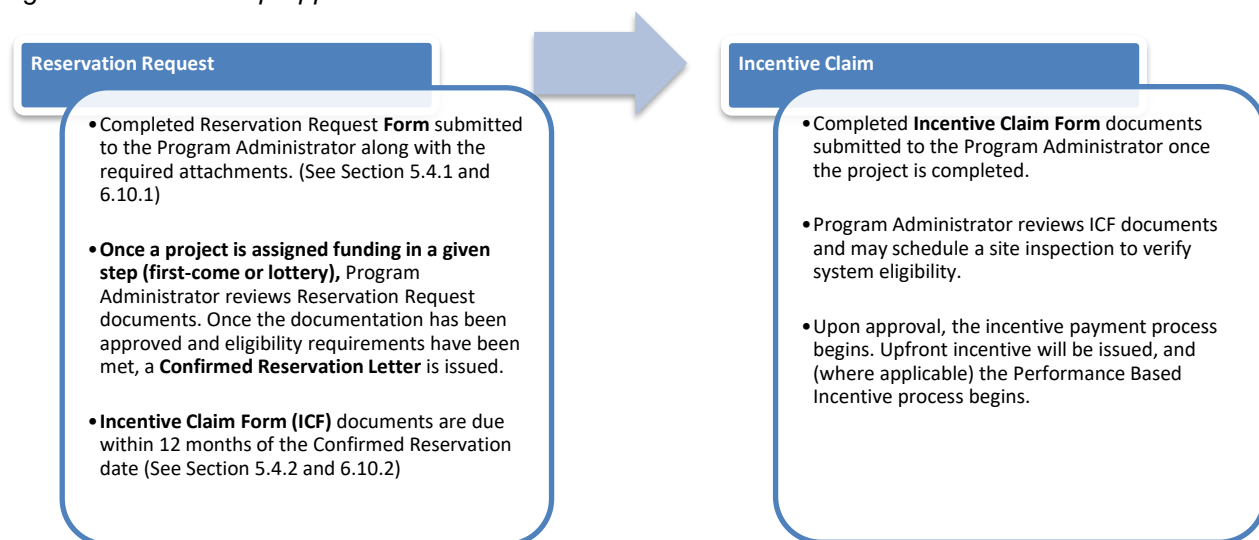 Reservation Request
•Completed Reservation Request Form submitted
to the Program Administrator along with the
required attachments. (See Section 5.4.1 and
6.10.1)
•Once a project is assigned funding in a given
step (first-come or lottery), Program
Administrator reviews Reservation Request
documents. Once the documentation has been
approved and eligibility requirements have been
met, a Confirmed Reservation Letter is issued.
•Incentive Claim Form (ICF) documents are due
within 12 months of the Confirmed Reservation
date (See Section 5.4.2 and 6.10.2)
Incentive Claim
•Completed Incentive Claim Form documents
submitted to the Program Administrator once
the project is completed.
•Program Administrator reviews ICF documents
and may schedule a site inspection to verify
system eligibility.
•Upon approval, the incentive payment process
begins. Upfront incentive will be issued, and
(where applicable) the Performance Based
Incentive process begins.